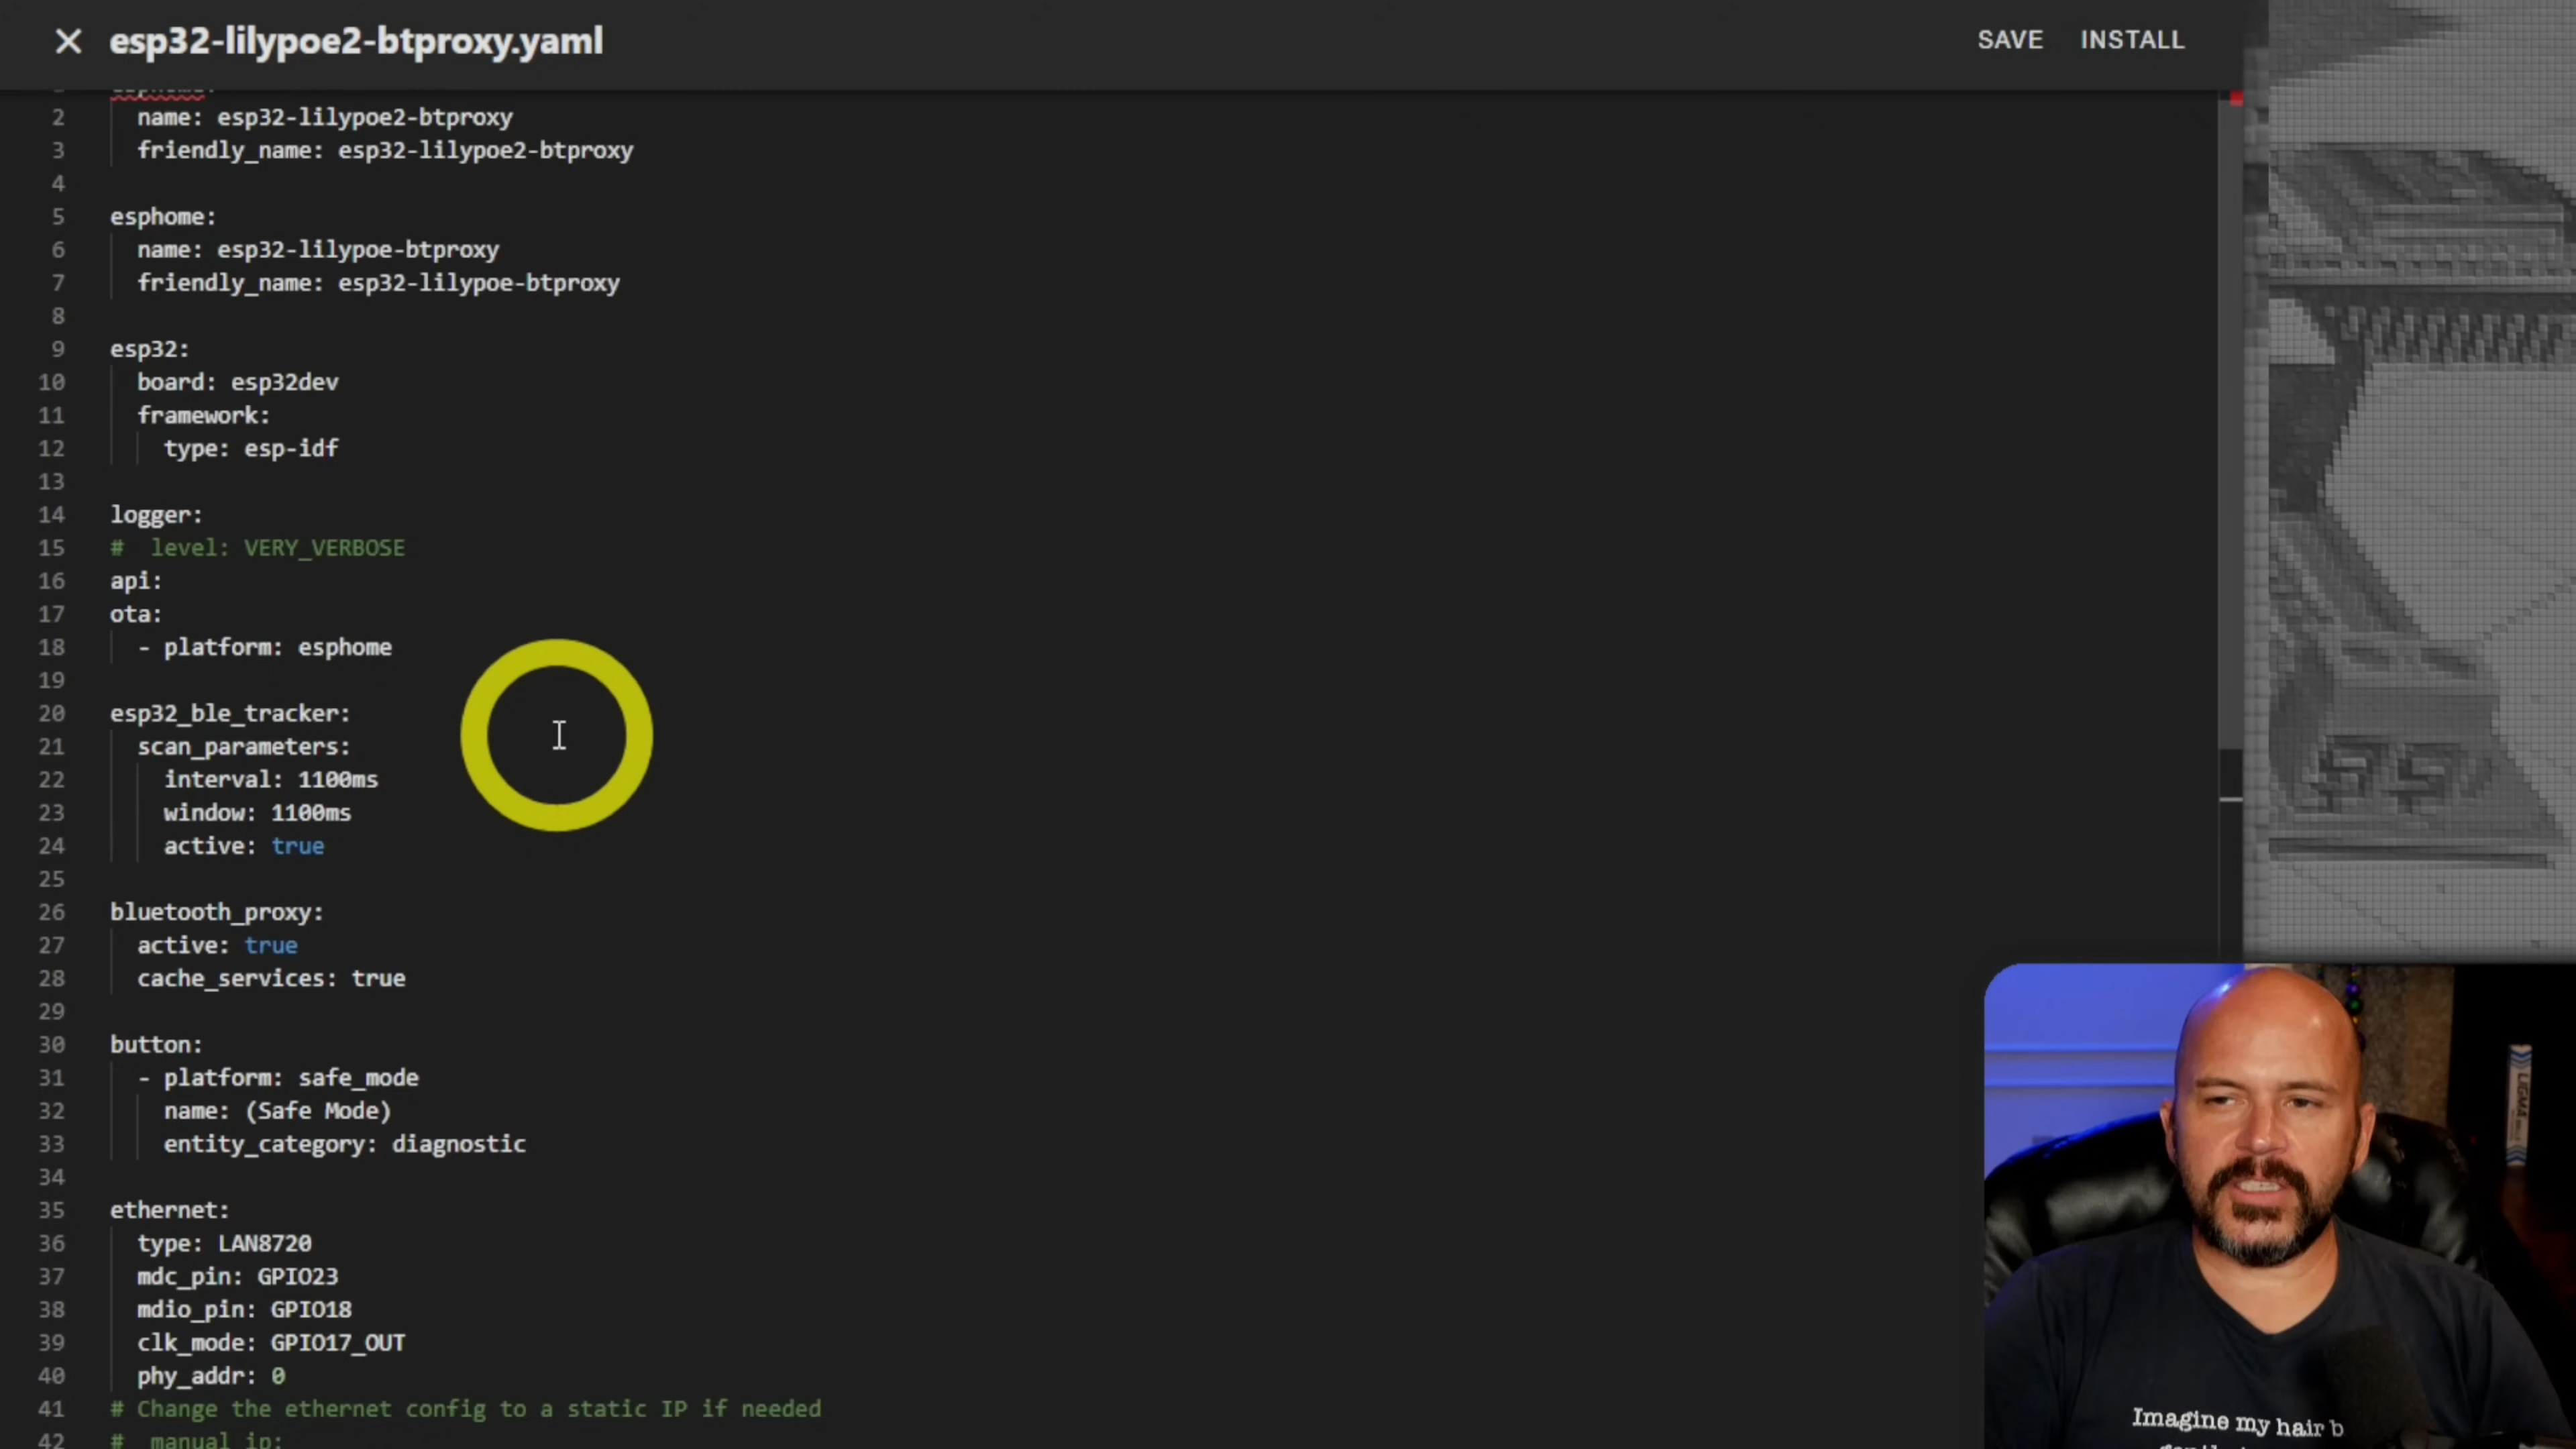 esp32-lilypoe2-btproxy.yaml
SAVE INSTALL
2 name: esp32-lilypoe2-btproxy
3 friendly_name: esp32-lilypoe2-btproxy
4
5 esphome:
6 name: esp32-lilypoe-btproxy
7 friendly_name: esp32-lilypoe-btproxy
8
9 esp32:
10 board: esp32dev
11 framework:
12 type: esp-idf
13
14 logger:
15 # level: VERY_VERBOSE
16 api:
17 ota:
18 - platform: esphome
19
20 esp32_ble_tracker:
21 scan_parameters:
22 interval: 1100ms
23 window: 1100ms
24 active: true
25
26 bluetooth_proxy:
27 active: true
28 cache_services: true
29
30 button:
31 - platform: safe_mode
32 name: (Safe Mode)
33 entity_category: diagnostic
34
35 ethernet:
36 type: LAN8720
37 mdc_pin: GPIO23
38 mdio_pin: GPIO18
39 clk_mode: GPIO17_OUT
40 phy_addr: 0
41 # Change the ethernet config to a static IP if needed
42 # manual_ip:
Imagine my hair b